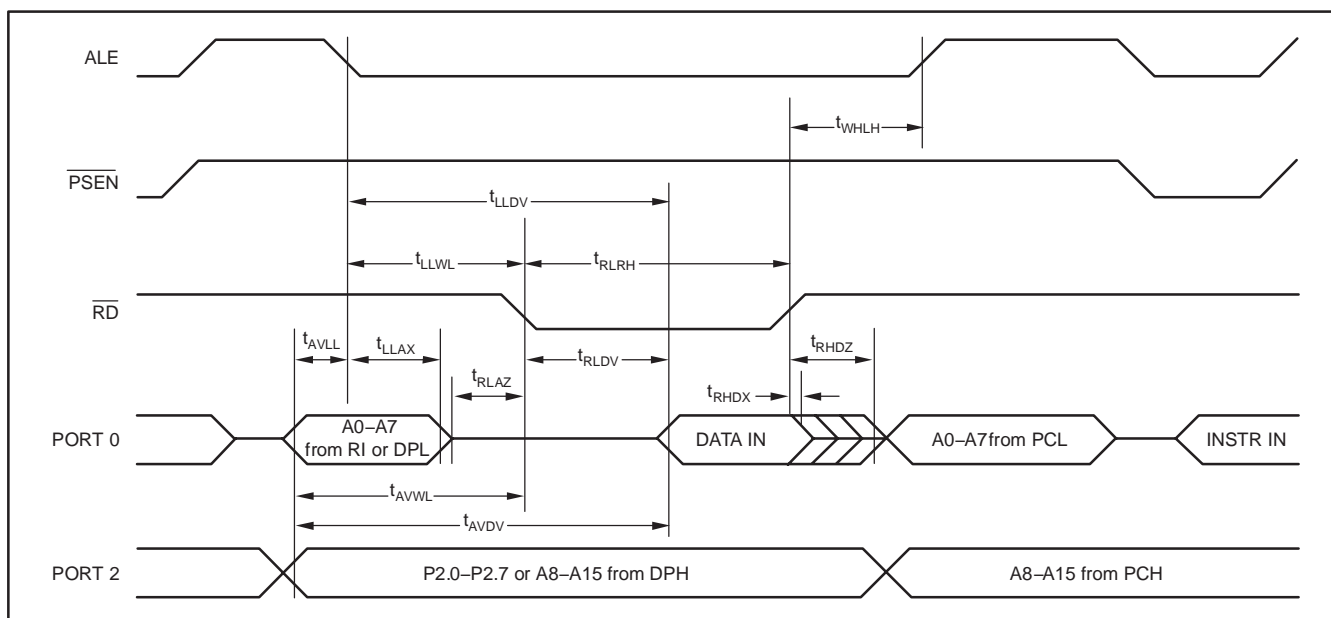 ALE
tWHLH
PSEN
tLLDV
tLLWL
tRLRH
RD
tAVLL
tLLAX
tRLAZ
tRLDV
tRHDZ
tRHDX
PORT 0
A0–A7
from RI or DPL
DATA IN
A0–A7from PCL
INSTR IN
tAVWL
tAVDV
PORT 2
P2.0–P2.7 or A8–A15 from DPH
A8–A15 from PCH